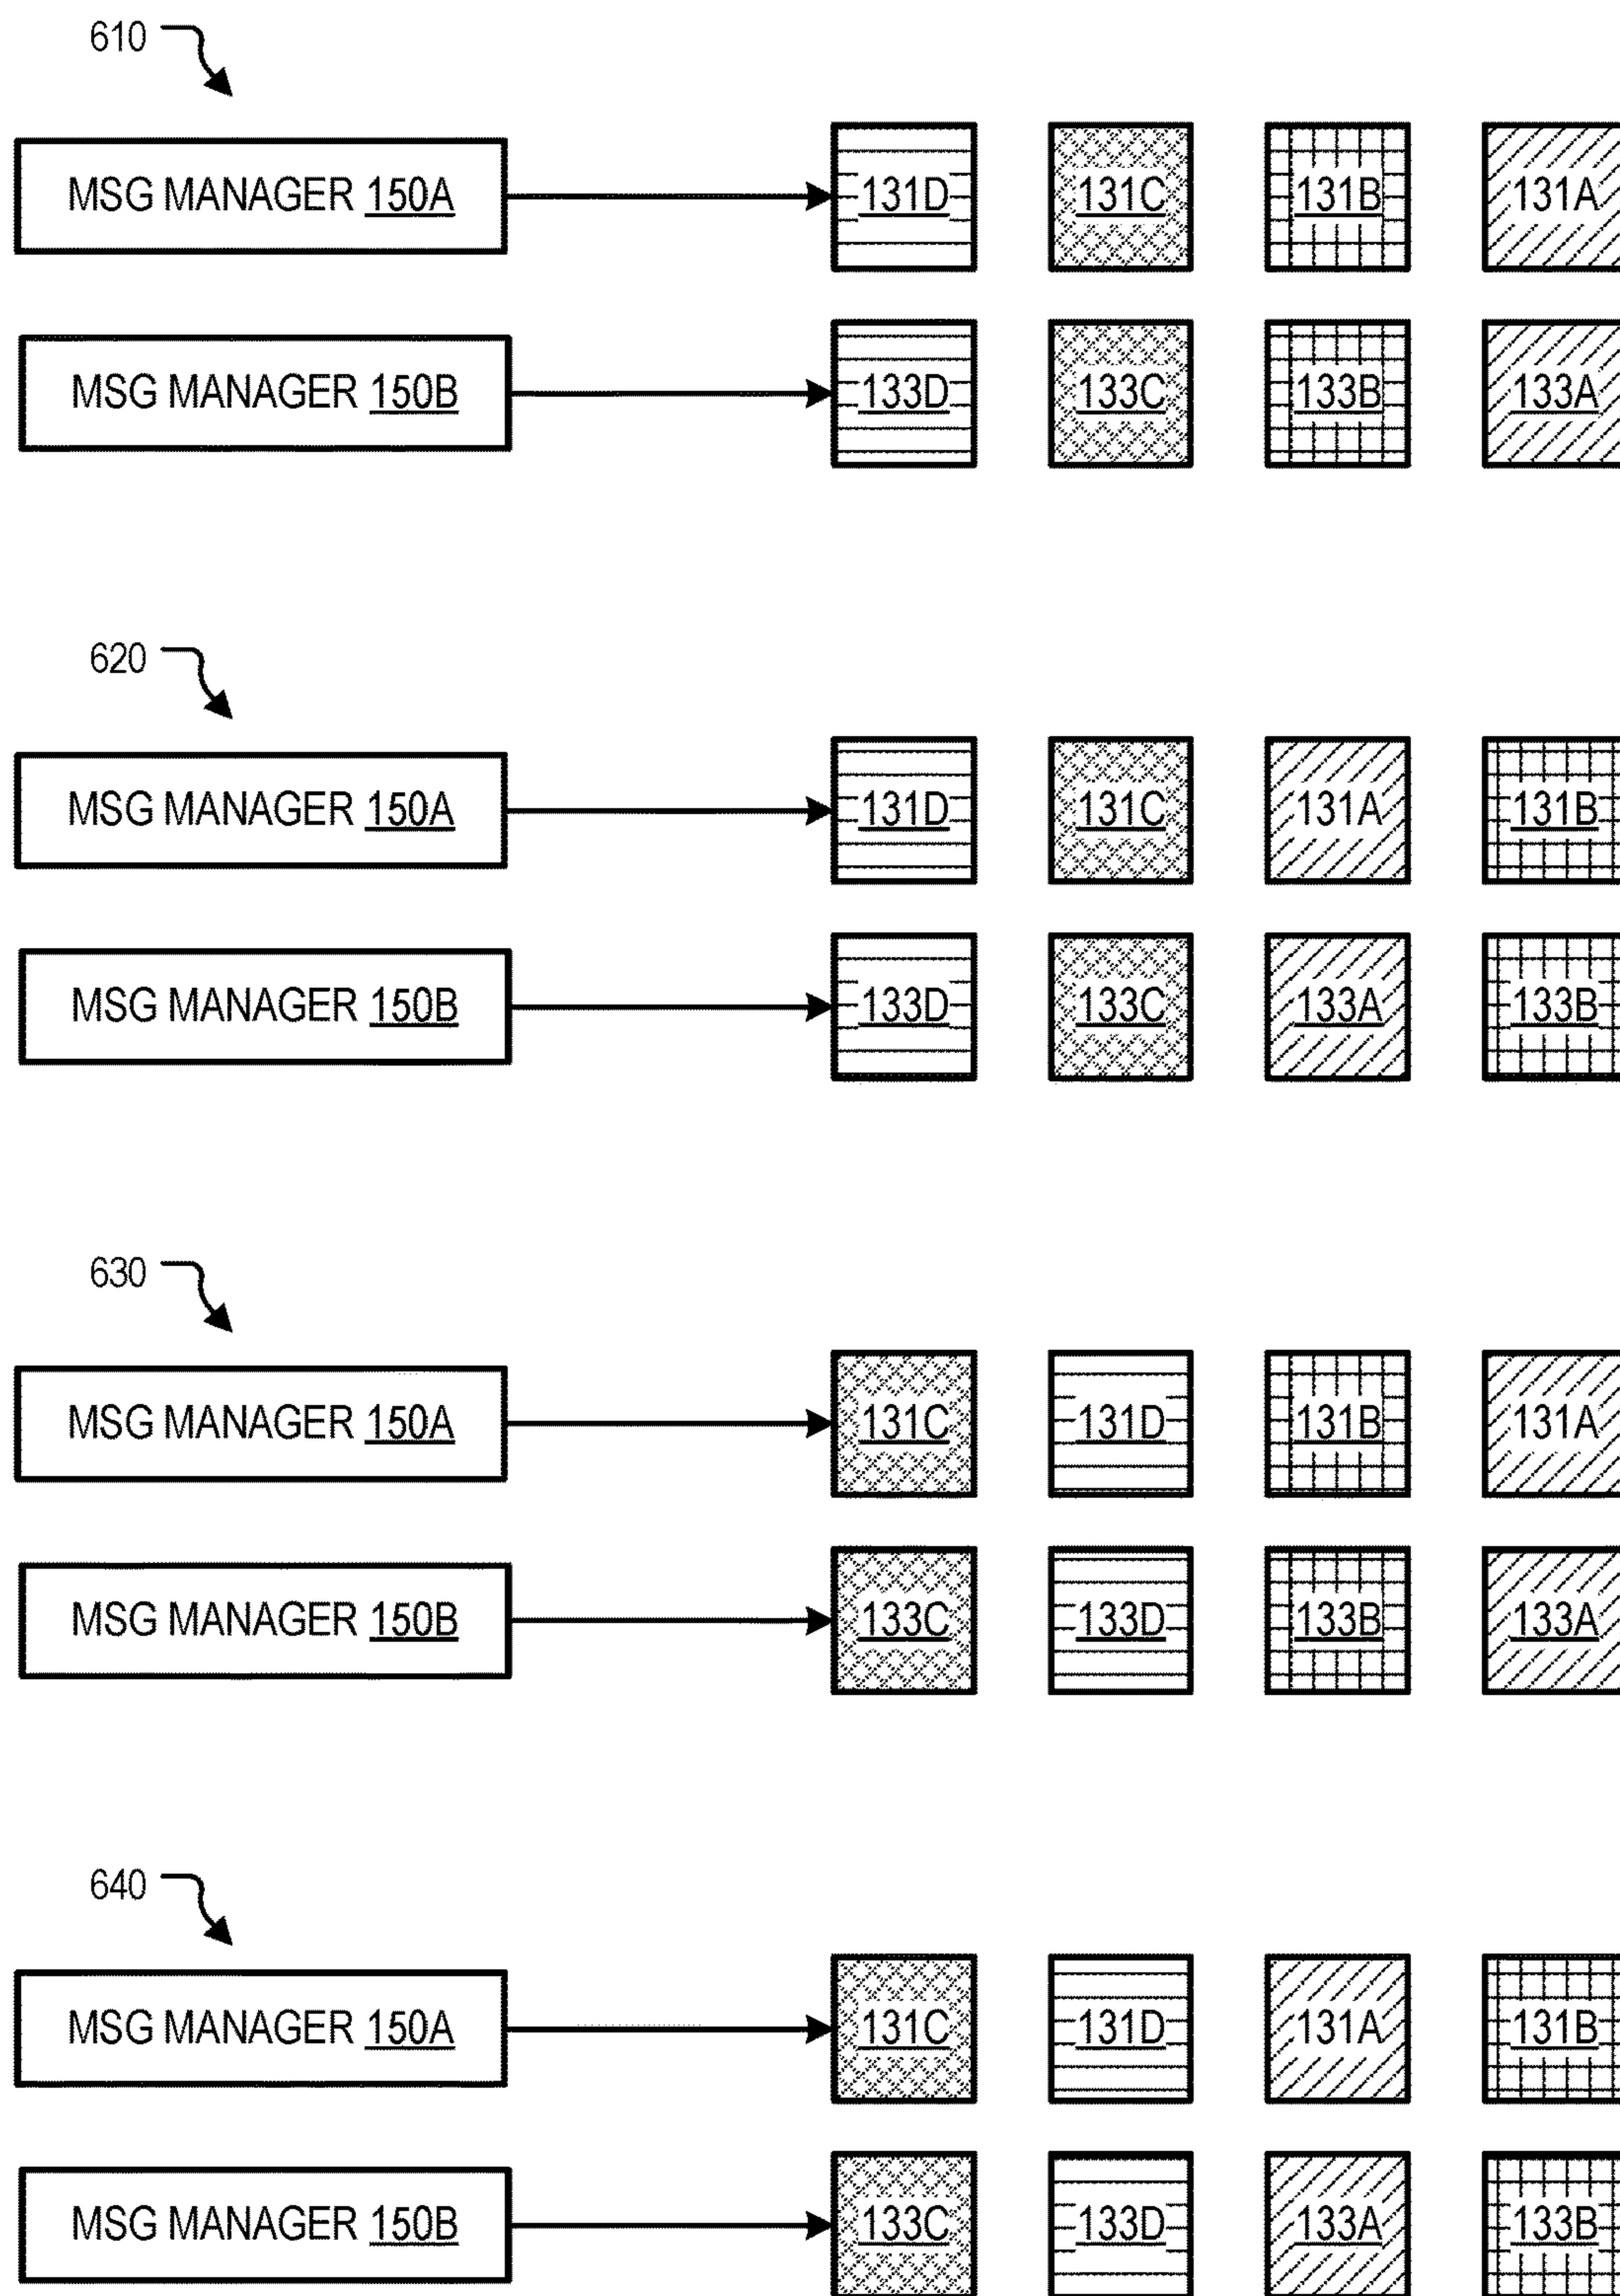 610
MSG MANAGER 150A 131D 131C 131B 131A
MSG MANAGER 150B 133D 133C 133B 133A
620
MSG MANAGER 150A 131D 131C 131A 131B
MSG MANAGER 150B 133D 133C 133A 133B
630
MSG MANAGER 150A 131C 131D 131B 131A
MSG MANAGER 150B 133C 133D 133B 133A
640
MSG MANAGER 150A 131C 131D 131A 131B
MSG MANAGER 150B 133C 133D 133A 133B